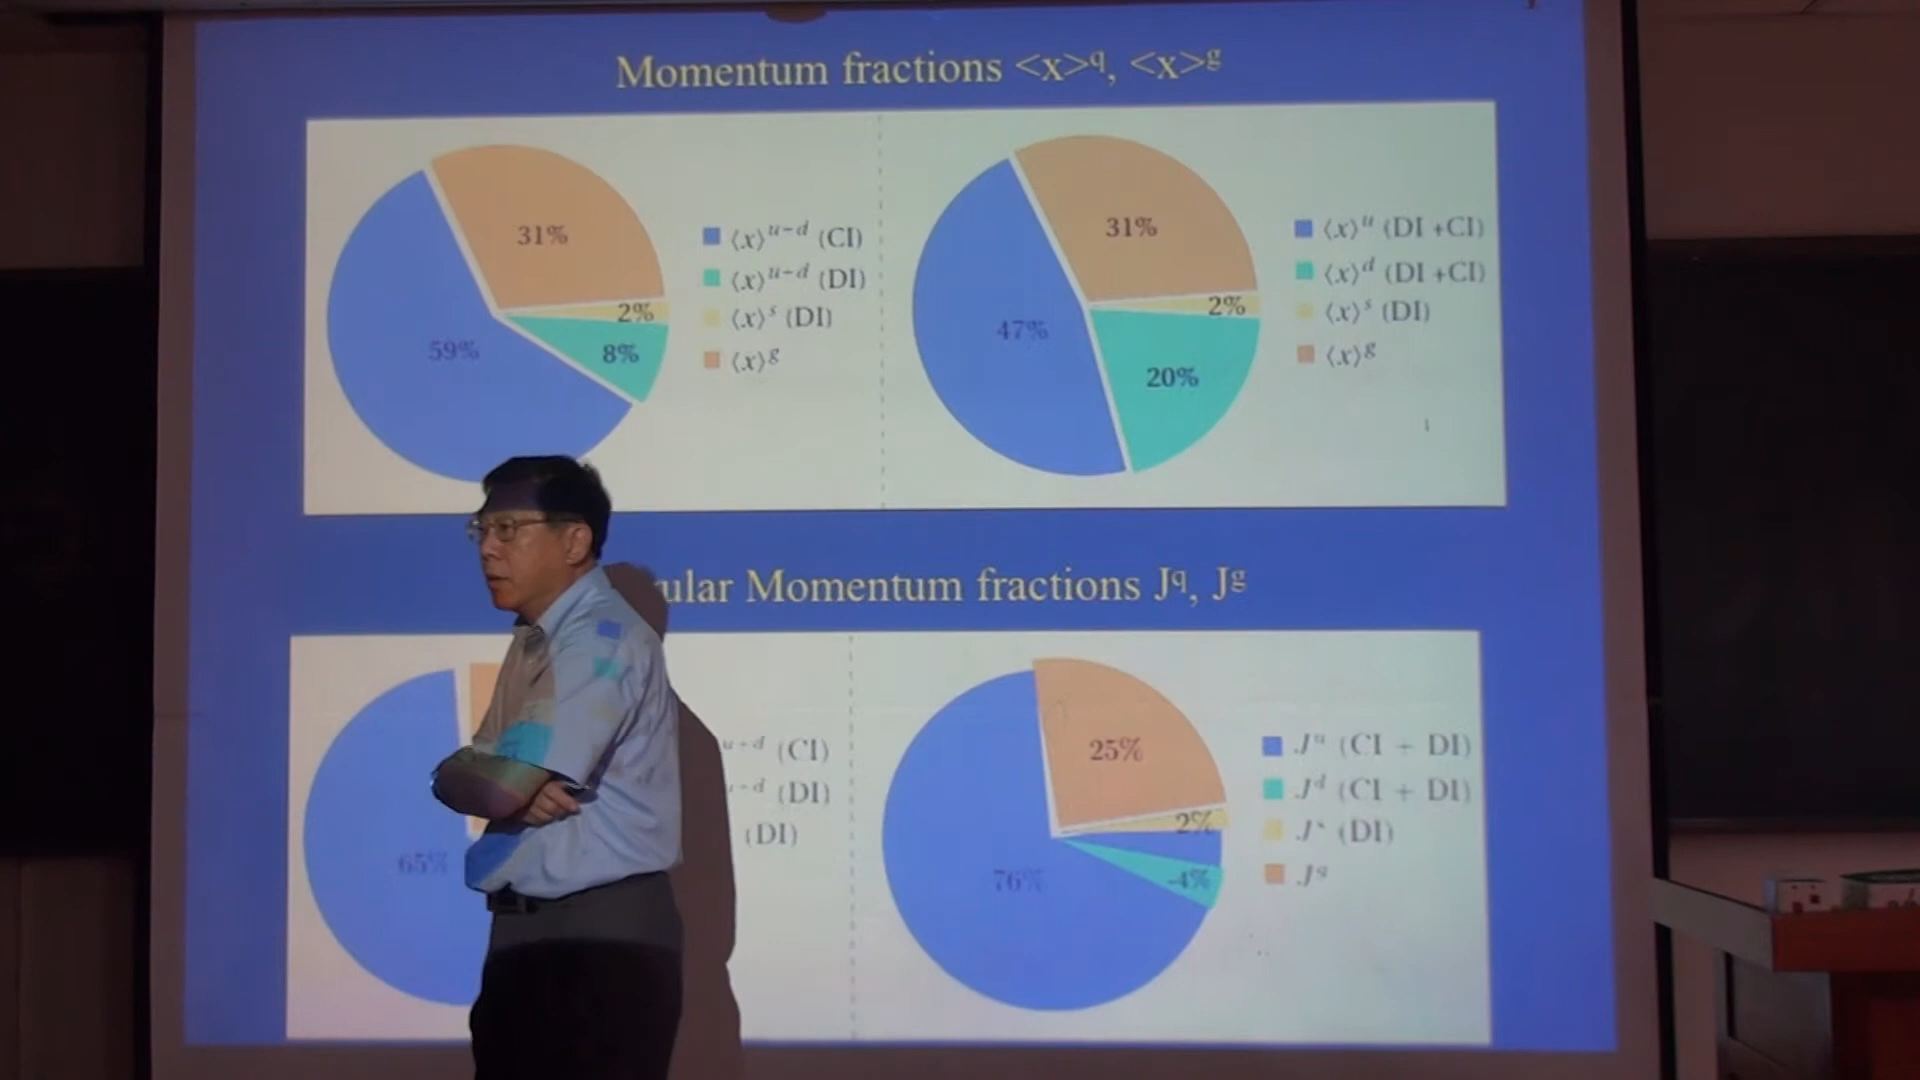 Momentum fractions <x>q, <x>g
31%
2%
8%
59%
⟨x⟩u-d (CI)
⟨x⟩u-d (DI)
⟨x⟩s (DI)
⟨x⟩g
31%
2%
47%
20%
⟨x⟩u (DI +CI)
⟨x⟩d (DI +CI)
⟨x⟩s (DI)
⟨x⟩g
ular Momentum fractions Jq, Jg
65%
(CI)
(DI)
(DI)
25%
2%
-4%
76%
Ju (CI + DI)
Jd (CI + DI)
Js (DI)
Jg